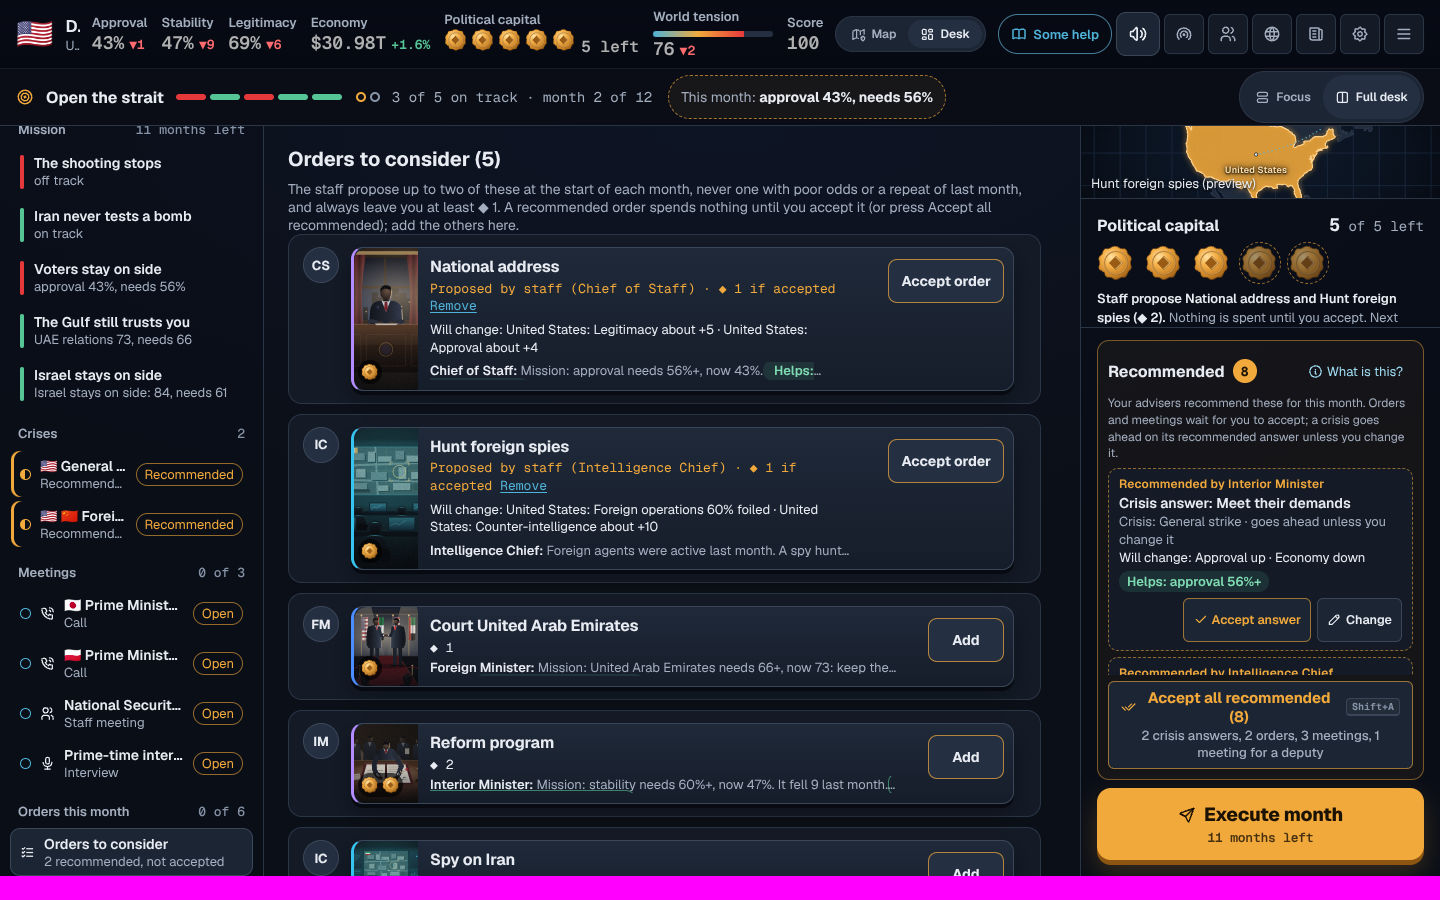 D.
U..
Approval
43% ▼1
Stability
47% ▼9
Legitimacy
69% ▼6
Economy
$30.98T +1.6%
Political capital
5 left
World tension
76 ▼2
Score
100
Map
Desk
Some help
Open the strait
3 of 5 on track · month 2 of 12
This month: approval 43%, needs 56%
Focus
Full desk
Mission
11 months left
The shooting stops
off track
Iran never tests a bomb
on track
Voters stay on side
approval 43%, needs 56%
The Gulf still trusts you
UAE relations 73, needs 66
Israel stays on side
Israel stays on side: 84, needs 61
Crises
2
General ...
Recommend...
Recommended
Forei...
Recommend...
Recommended
Meetings
0 of 3
Prime Minist...
Call
Open
Prime Minist...
Call
Open
National Securit...
Staff meeting
Open
Prime-time inter...
Interview
Open
Orders this month
0 of 6
Orders to consider
2 recommended, not accepted
Orders to consider (5)
The staff propose up to two of these at the start of each month, never one with poor odds or a repeat of last month,
and always leave you at least ◆ 1. A recommended order spends nothing until you accept it (or press Accept all
recommended); add the others here.
CS
National address
Proposed by staff (Chief of Staff) · ◆ 1 if accepted
Remove
Will change: United States: Legitimacy about +5 · United States:
Approval about +4
Chief of Staff: Mission: approval needs 56%+, now 43%. Helps:...
Accept order
IC
Hunt foreign spies
Proposed by staff (Intelligence Chief) · ◆ 1 if
accepted Remove
Will change: United States: Foreign operations 60% foiled · United
States: Counter-intelligence about +10
Intelligence Chief: Foreign agents were active last month. A spy hunt...
Accept order
FM
Court United Arab Emirates
◆ 1
Foreign Minister: Mission: United Arab Emirates needs 66+, now 73: keep the...
Add
IM
Reform program
◆ 2
Interior Minister: Mission: stability needs 60%+, now 47%. It fell 9 last month. (...
Add
IC
Spy on Iran
Add
United States
Hunt foreign spies (preview)
Political capital
5 of 5 left
Staff propose National address and Hunt foreign
spies (◆ 2). Nothing is spent until you accept. Next
Recommended 8
What is this?
Your advisers recommend these for this month. Orders
and meetings wait for you to accept; a crisis goes
ahead on its recommended answer unless you change
it.
Recommended by Interior Minister
Crisis answer: Meet their demands
Crisis: General strike · goes ahead unless you
change it
Will change: Approval up · Economy down
Helps: approval 56%+
Accept answer
Change
Recommended by Intelligence Chief
Accept all recommended
(8)
Shift+A
2 crisis answers, 2 orders, 3 meetings, 1
meeting for a deputy
Execute month
11 months left